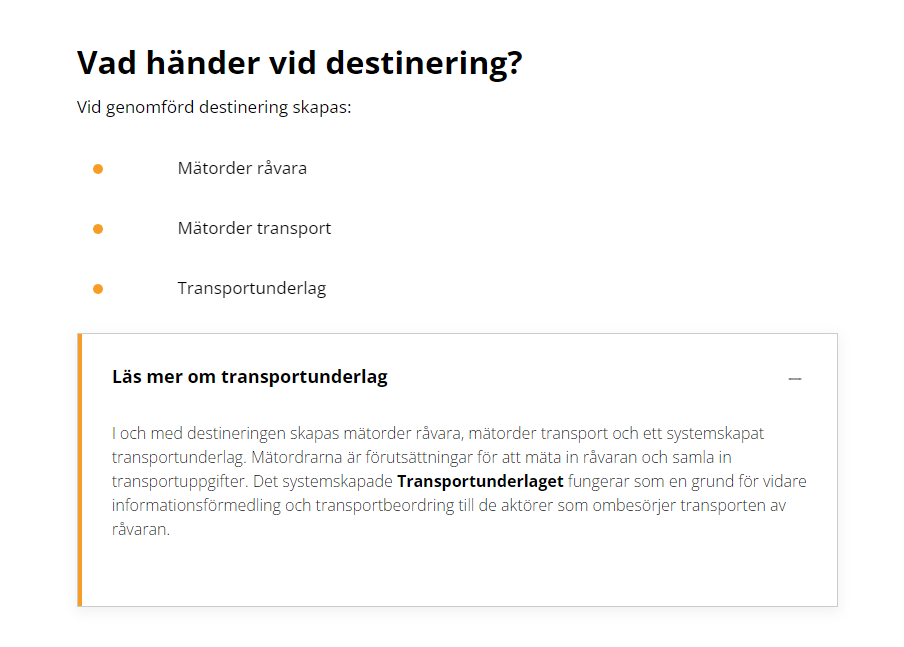 Vad händer vid destinering?
Vid genomförd destinering skapas:
Mätorder råvara
Mätorder transport
Transportunderlag
Läs mer om transportunderlag
I och med destineringen skapas mätorder råvara, mätorder transport och ett systemskapat
transportunderlag. Mätordrarna är förutsättningar för att mäta in råvaran och samla in
transportuppgifter. Det systemskapade Transportunderlaget fungerar som en grund för vidare
informationsförmedling och transportbeordring till de aktörer som ombesörjer transporten av
råvaran.